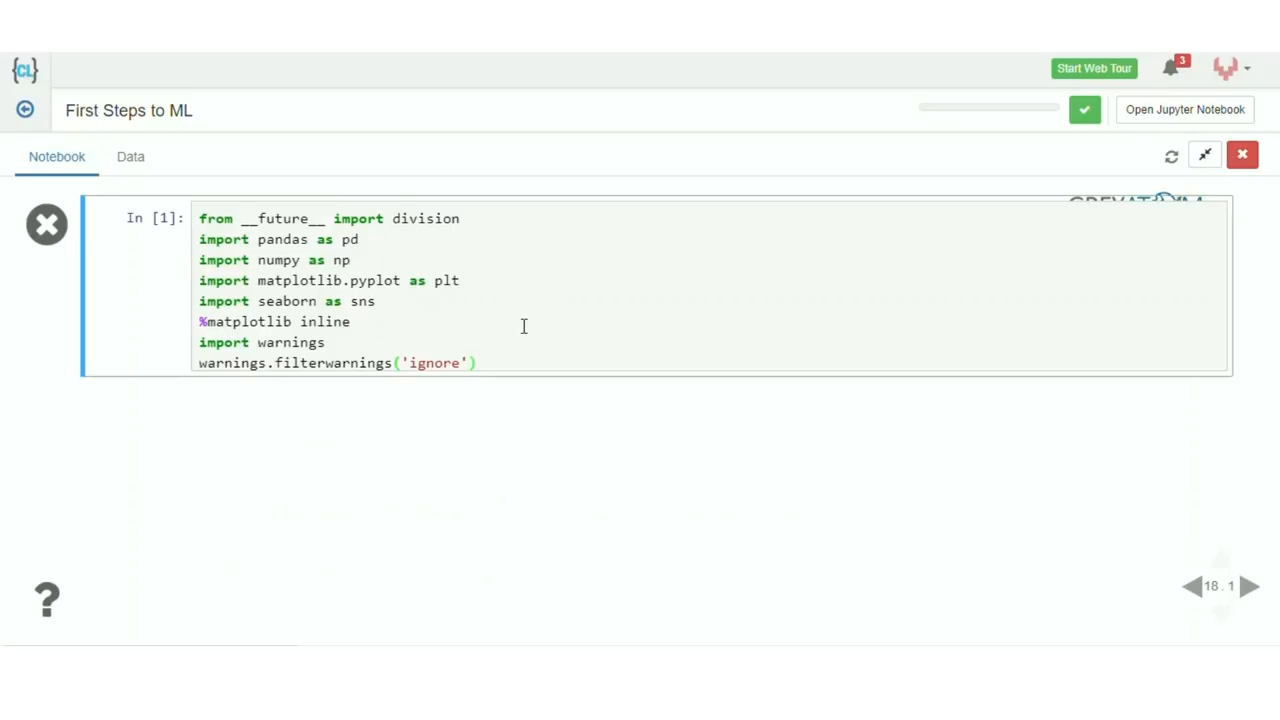 {CL}
Start Web Tour
3
First Steps to ML
Open Jupyter Notebook
Notebook
Data
In [1]:
from __future__ import division
import pandas as pd
import numpy as np
import matplotlib.pyplot as plt
import seaborn as sns
%matplotlib inline
import warnings
warnings.filterwarnings('ignore')
?
18.1